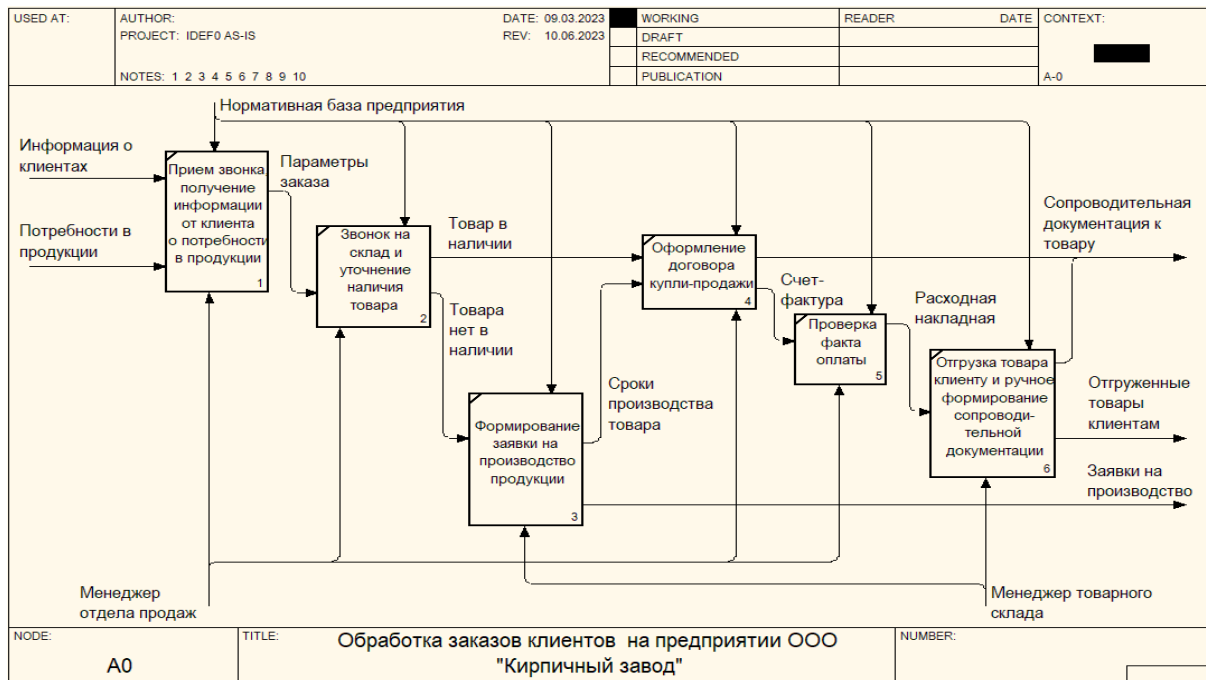 USED AT:
AUTHOR:
DATE: 09.03.2023
PROJECT: IDEF0 AS-IS
REV: 10.06.2023
NOTES: 1 2 3 4 5 6 7 8 9 10
WORKING
DRAFT
RECOMMENDED
PUBLICATION
READER
DATE
CONTEXT:
A-0
Нормативная база предприятия
Информация о
клиентах
Потребности в
продукции
Прием звонка,
получение
информации
от клиента
о потребности
в продукции
1
Параметры
заказа
Звонок на
склад и
уточнение
наличия
товара
2
Товар в
наличии
Товара
нет в
наличии
Формирование
заявки на
производство
продукции
3
Сроки
производства
товара
Оформление
договора
купли-продажи
4
Счет-
фактура
Проверка
факта
оплаты
5
Расходная
накладная
Отгрузка товара
клиенту и ручное
формирование
сопроводи-
тельной
документации
6
Сопроводительная
документация к
товару
Отгруженные
товары
клиентам
Заявки на
производство
Менеджер
отдела продаж
Менеджер товарного
склада
NODE:
A0
TITLE:
Обработка заказов клиентов на предприятии ООО
"Кирпичный завод"
NUMBER: